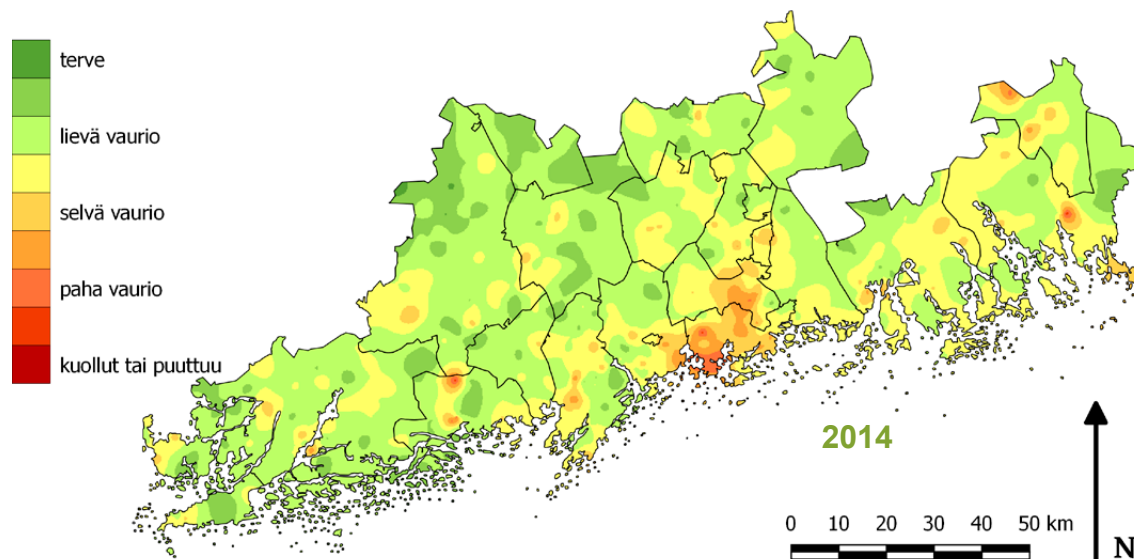 terve
lievä vaurio
selvä vaurio
paha vaurio
kuollut tai puuttuu
2014
0 10 20 30 40 50 km
N